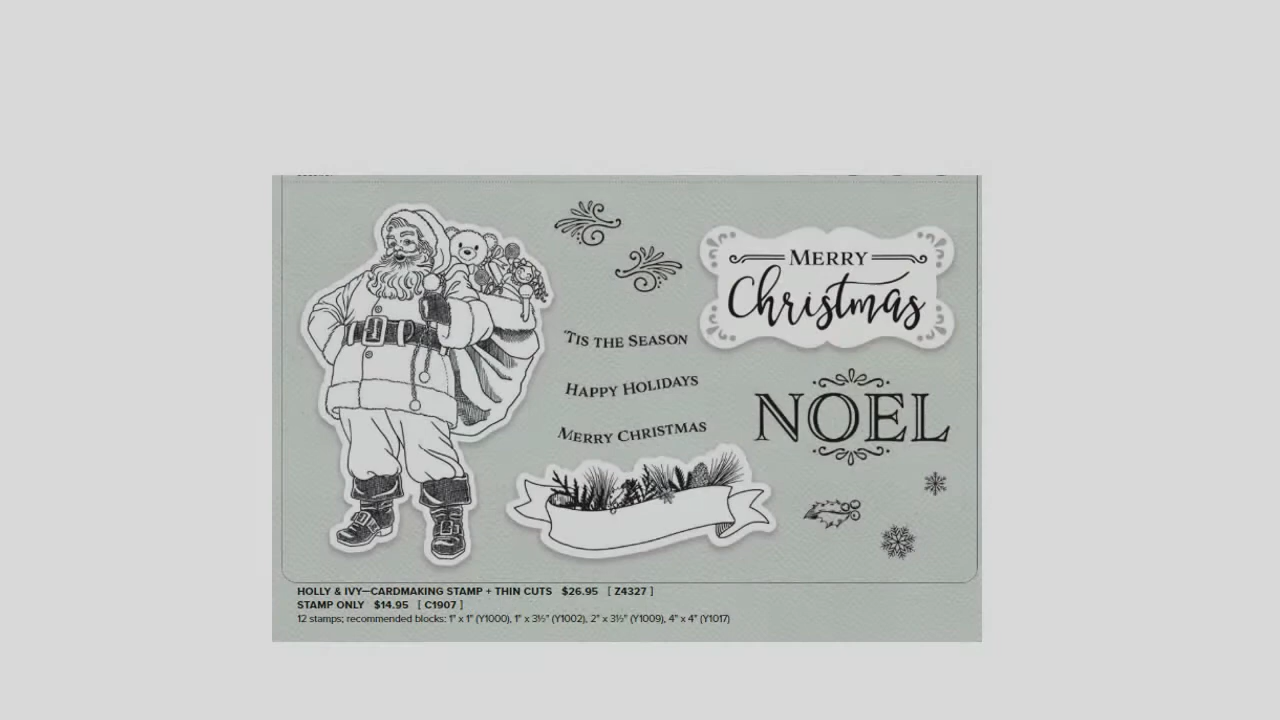 MERRY
Christmas
'TIS THE SEASON
HAPPY HOLIDAYS
MERRY CHRISTMAS
NOEL
HOLLY & IVY—CARDMAKING STAMP + THIN CUTS $26.95 [ Z4327 ]
STAMP ONLY $14.95 [ C1907 ]
12 stamps; recommended blocks: 1" x 1" (Y1000), 1" x 3½" (Y1002), 2" x 3½" (Y1009), 4" x 4" (Y1017)